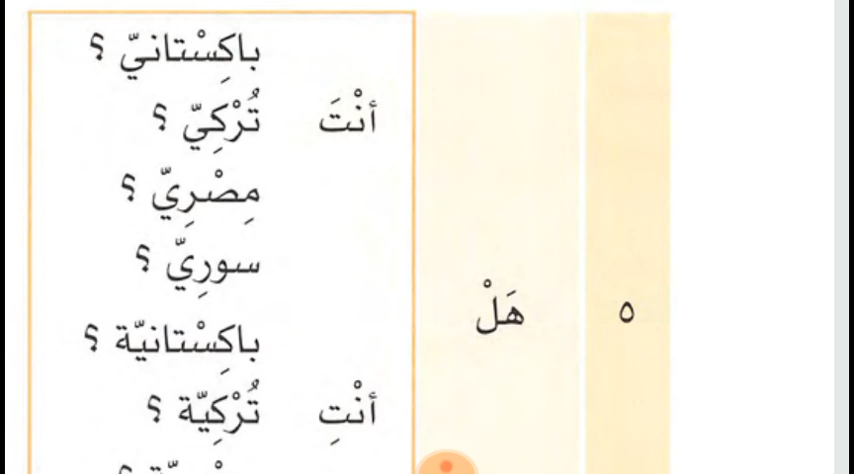 باكِسْتانيّ ؟
أنْتَ تُرْكِيّ ؟
مِصْرِيّ ؟
سورِيّ ؟
٥ هَلْ
باكِسْتانيّة ؟
أنْتِ تُرْكِيّة ؟